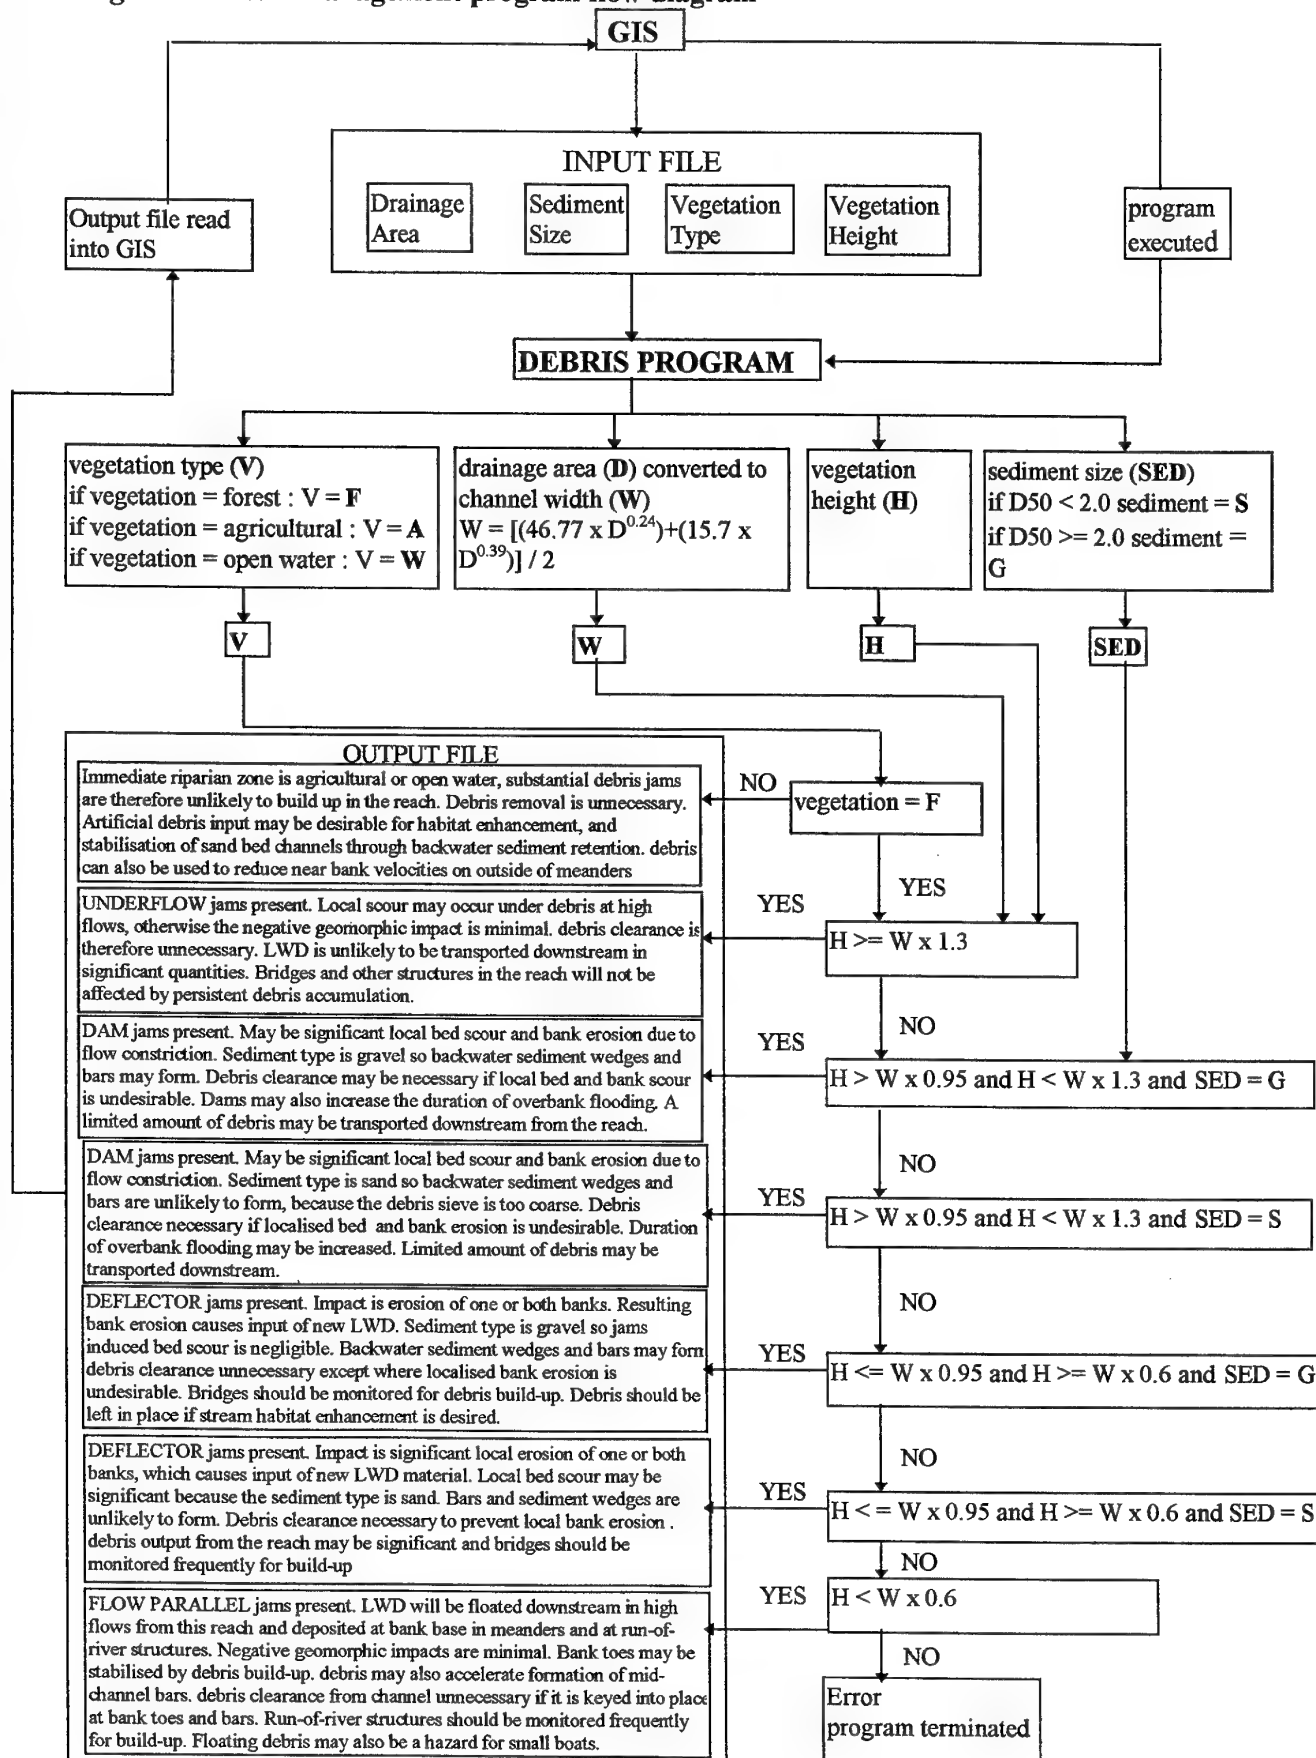 GIS
INPUT FILE
Drainage
Area
Sediment
Size
Vegetation
Type
Vegetation
Height
Output file read
into GIS
program
executed
DEBRIS PROGRAM
vegetation type (V)
if vegetation = forest : V = F
if vegetation = agricultural : V = A
if vegetation = open water : V = W
drainage area (D) converted to
channel width (W)
W = [(46.77 x D^0.24)+(15.7 x
D^0.39)] / 2
vegetation
height (H)
sediment size (SED)
if D50 < 2.0 sediment = S
if D50 >= 2.0 sediment =
G
V
W
H
SED
OUTPUT FILE
Immediate riparian zone is agricultural or open water, substantial debris jams
are therefore unlikely to build up in the reach. Debris removal is unnecessary.
Artificial debris input may be desirable for habitat enhancement, and
stabilisation of sand bed channels through backwater sediment retention. debris
can also be used to reduce near bank velocities on outside of meanders
NO
vegetation = F
YES
UNDERFLOW jams present. Local scour may occur under debris at high
flows, otherwise the negative geomorphic impact is minimal. debris clearance is
therefore unnecessary. LWD is unlikely to be transported downstream in
significant quantities. Bridges and other structures in the reach will not be
affected by persistent debris accumulation.
YES
H >= W x 1.3
NO
DAM jams present. May be significant local bed scour and bank erosion due to
flow constriction. Sediment type is gravel so backwater sediment wedges and
bars may form. Debris clearance may be necessary if local bed and bank scour
is undesirable. Dams may also increase the duration of overbank flooding. A
limited amount of debris may be transported downstream from the reach.
YES
H > W x 0.95 and H < W x 1.3 and SED = G
NO
DAM jams present. May be significant local bed scour and bank erosion due to
flow constriction. Sediment type is sand so backwater sediment wedges and
bars are unlikely to form, because the debris sieve is too coarse. Debris
clearance necessary if localised bed and bank erosion is undesirable. Duration
of overbank flooding may be increased. Limited amount of debris may be
transported downstream.
YES
H > W x 0.95 and H < W x 1.3 and SED = S
NO
DEFLECTOR jams present. Impact is erosion of one or both banks. Resulting
bank erosion causes input of new LWD. Sediment type is gravel so jams
induced bed scour is negligible. Backwater sediment wedges and bars may form
debris clearance unnecessary except where localised bank erosion is
undesirable. Bridges should be monitored for debris build-up. Debris should be
left in place if stream habitat enhancement is desired.
YES
H <= W x 0.95 and H >= W x 0.6 and SED = G
NO
DEFLECTOR jams present. Impact is significant local erosion of one or both
banks, which causes input of new LWD material. Local bed scour may be
significant because the sediment type is sand. Bars and sediment wedges are
unlikely to form. Debris clearance necessary to prevent local bank erosion .
debris output from the reach may be significant and bridges should be
monitored frequently for build-up
YES
H < = W x 0.95 and H >= W x 0.6 and SED = S
NO
FLOW PARALLEL jams present. LWD will be floated downstream in high
flows from this reach and deposited at bank base in meanders and at run-of-
river structures. Negative geomorphic impacts are minimal. Bank toes may be
stabilised by debris build-up. debris may also accelerate formation of mid-
channel bars. debris clearance from channel unnecessary if it is keyed into place
at bank toes and bars. Run-of-river structures should be monitored frequently
for build-up. Floating debris may also be a hazard for small boats.
YES
H < W x 0.6
NO
Error
program terminated